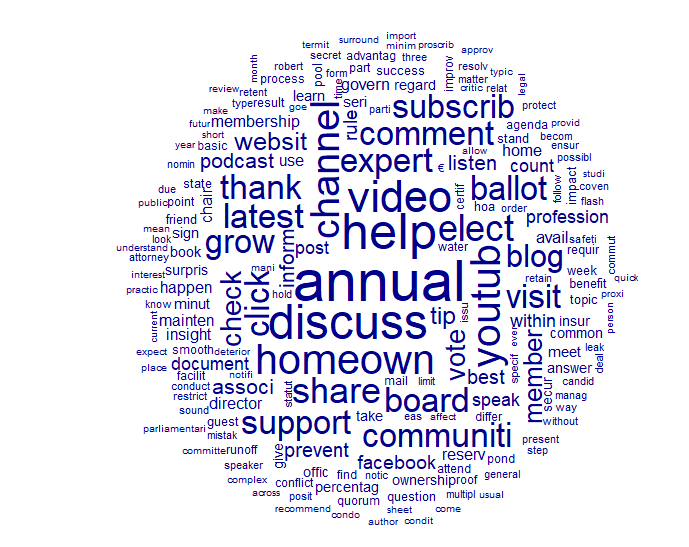 surround import
termit minim proscrib
secret advantag three approv
robert part resolv
process form success matter typic
month pool time govern regard improv critic relat legal
review retent learn seri parti protect
typeresult goe rule subscrib
make membership channel comment agenda provid
futur websit stand becom
short basic expert allow home ensur
year podcast use € listen count possibl
nomin thank video ballot studi
due state chair certif follow impact coven
publicpoint latest hoa order flash
friend help elect profession
mean sign grow inform post water avail safeti commut
look
understand book youtub blog requir
attorney surpris mani annual retain week quick
interest happen click hold issu visit benefit
practic check topic proxi
know minut discuss tip within insur person
current mainten vote specif ever common
insight homeown member leak
expect smooth deterior meet deal
place document notifi best answer
facilit associ statut share mail limit secur candid
conduct support board speak manag
restrict director eas affect differ way
sound guest take without
parliamentari communiti present
mistak prevent reserv step
committe runoff give facebook attend pond
speaker offic find notic general
complex conflict percentag ownershipproof
across posit quorum question multipl usual
recommend condo sheet come
author condit